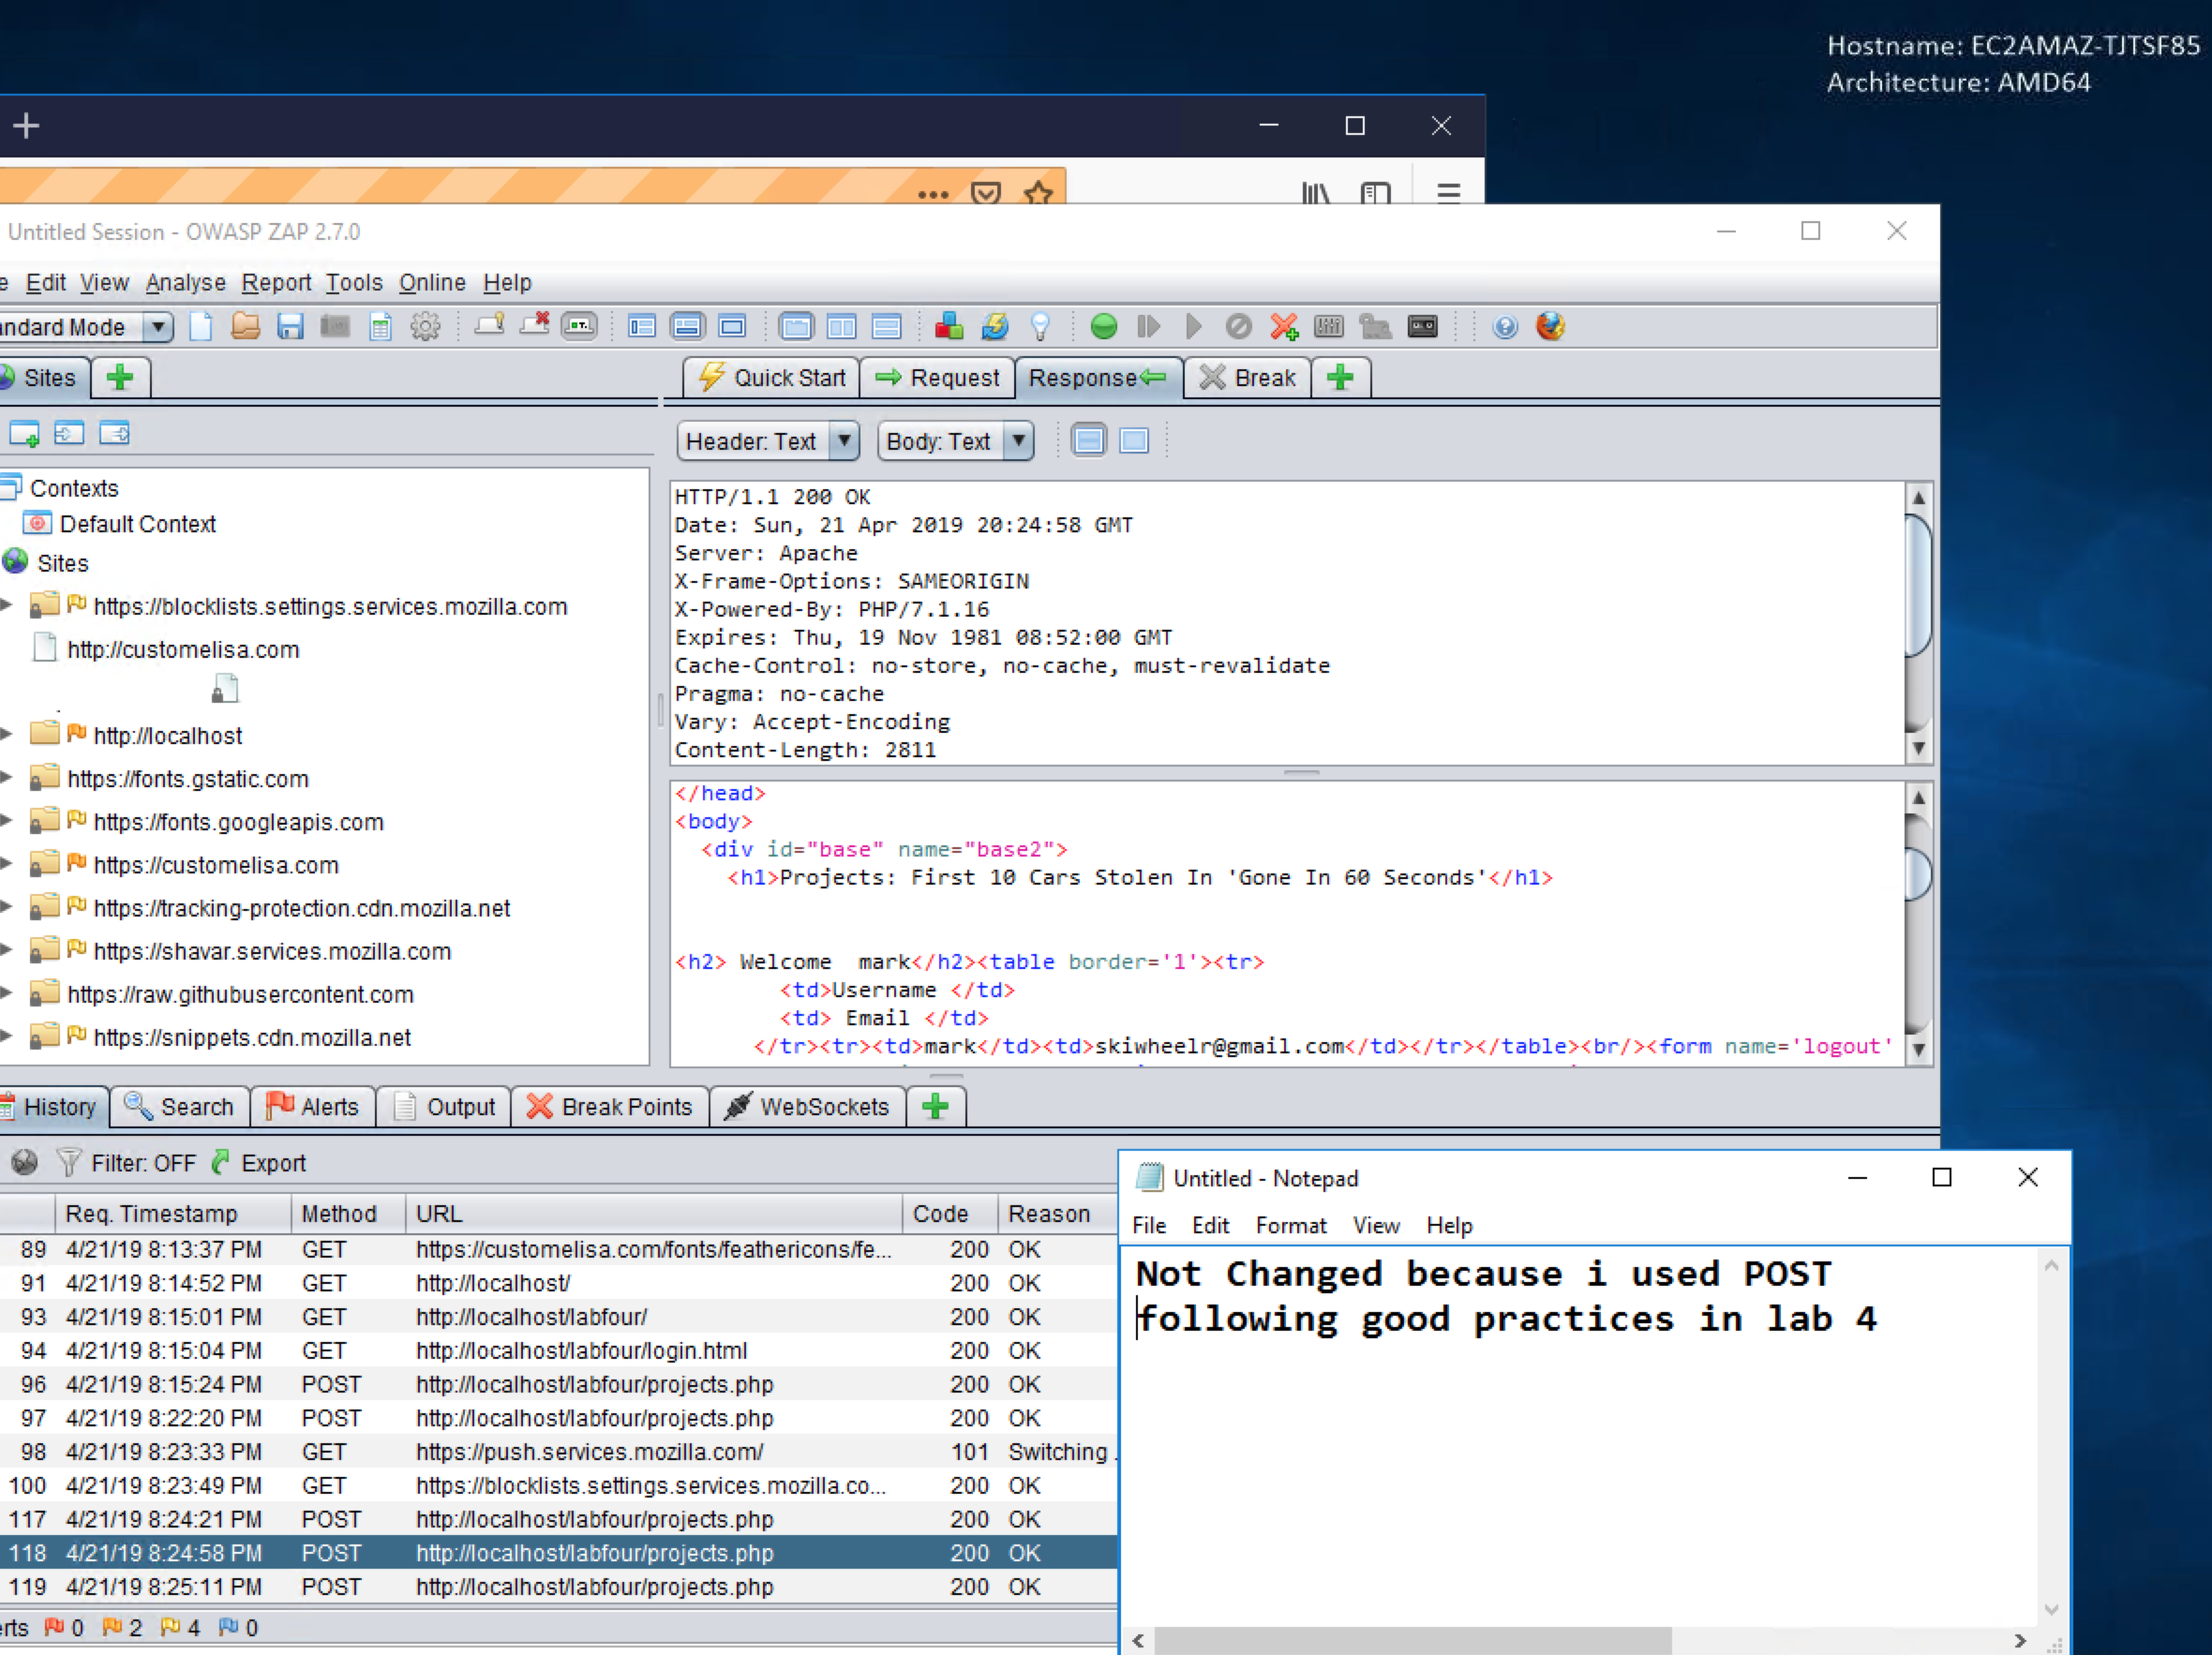 Hostname: EC2AMAZ-TJTSF85
Architecture: AMD64
Untitled Session - OWASP ZAP 2.7.0
e Edit View Analyse Report Tools Online Help
andard Mode
Sites
Quick Start Request Response Break
Header: Text Body: Text
Contexts
Default Context
Sites
https://blocklists.settings.services.mozilla.com
http://customelisa.com
http://localhost
https://fonts.gstatic.com
https://fonts.googleapis.com
https://customelisa.com
https://tracking-protection.cdn.mozilla.net
https://shavar.services.mozilla.com
https://raw.githubusercontent.com
https://snippets.cdn.mozilla.net
HTTP/1.1 200 OK
Date: Sun, 21 Apr 2019 20:24:58 GMT
Server: Apache
X-Frame-Options: SAMEORIGIN
X-Powered-By: PHP/7.1.16
Expires: Thu, 19 Nov 1981 08:52:00 GMT
Cache-Control: no-store, no-cache, must-revalidate
Pragma: no-cache
Vary: Accept-Encoding
Content-Length: 2811
</head>
<body>
<div id="base" name="base2">
<h1>Projects: First 10 Cars Stolen In 'Gone In 60 Seconds'</h1>
<h2> Welcome  mark</h2><table border='1'><tr>
<td>Username </td>
<td> Email </td>
</tr><tr><td>mark</td><td>skiwheelr@gmail.com</td></tr></table><br/><form name='logout'
History Search Alerts Output Break Points WebSockets
Filter: OFF Export
Req. Timestamp Method URL Code Reason
89 4/21/19 8:13:37 PM GET https://customelisa.com/fonts/feathericons/fe... 200 OK
91 4/21/19 8:14:52 PM GET http://localhost/ 200 OK
93 4/21/19 8:15:01 PM GET http://localhost/labfour/ 200 OK
94 4/21/19 8:15:04 PM GET http://localhost/labfour/login.html 200 OK
96 4/21/19 8:15:24 PM POST http://localhost/labfour/projects.php 200 OK
97 4/21/19 8:22:20 PM POST http://localhost/labfour/projects.php 200 OK
98 4/21/19 8:23:33 PM GET https://push.services.mozilla.com/ 101 Switching .
100 4/21/19 8:23:49 PM GET https://blocklists.settings.services.mozilla.co... 200 OK
117 4/21/19 8:24:21 PM POST http://localhost/labfour/projects.php 200 OK
118 4/21/19 8:24:58 PM POST http://localhost/labfour/projects.php 200 OK
119 4/21/19 8:25:11 PM POST http://localhost/labfour/projects.php 200 OK
erts 0 2 4 0
Untitled - Notepad
File Edit Format View Help
Not Changed because i used POST
following good practices in lab 4